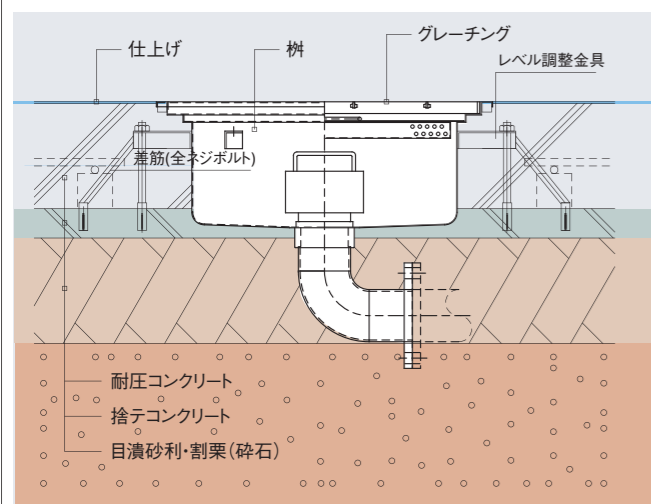 仕上げ
桝
グレーチング
レベル調整金具
差筋(全ネジボルト)
耐圧コンクリート
捨テコンクリート
目潰砂利・割栗(砕石)